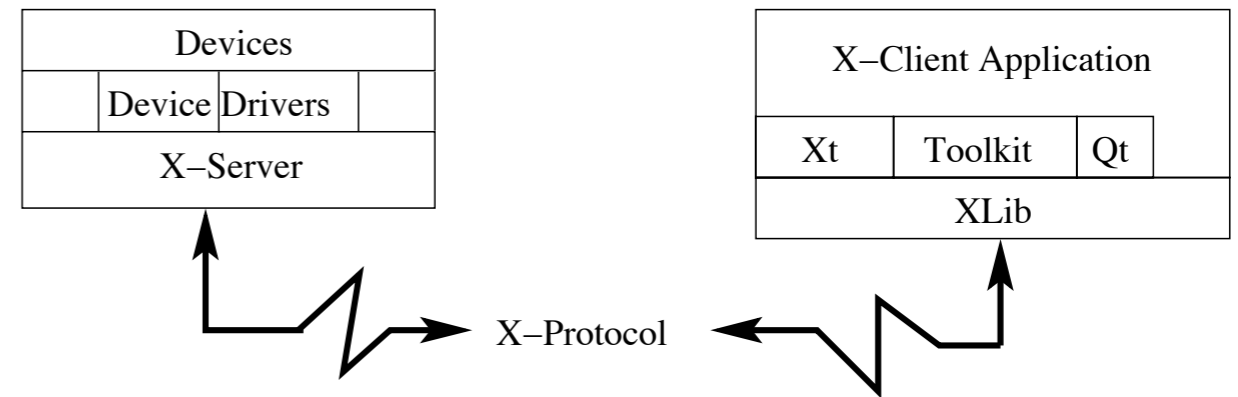 Devices
Device Drivers
X–Server
X–Client Application
Xt Toolkit Qt
XLib
X–Protocol